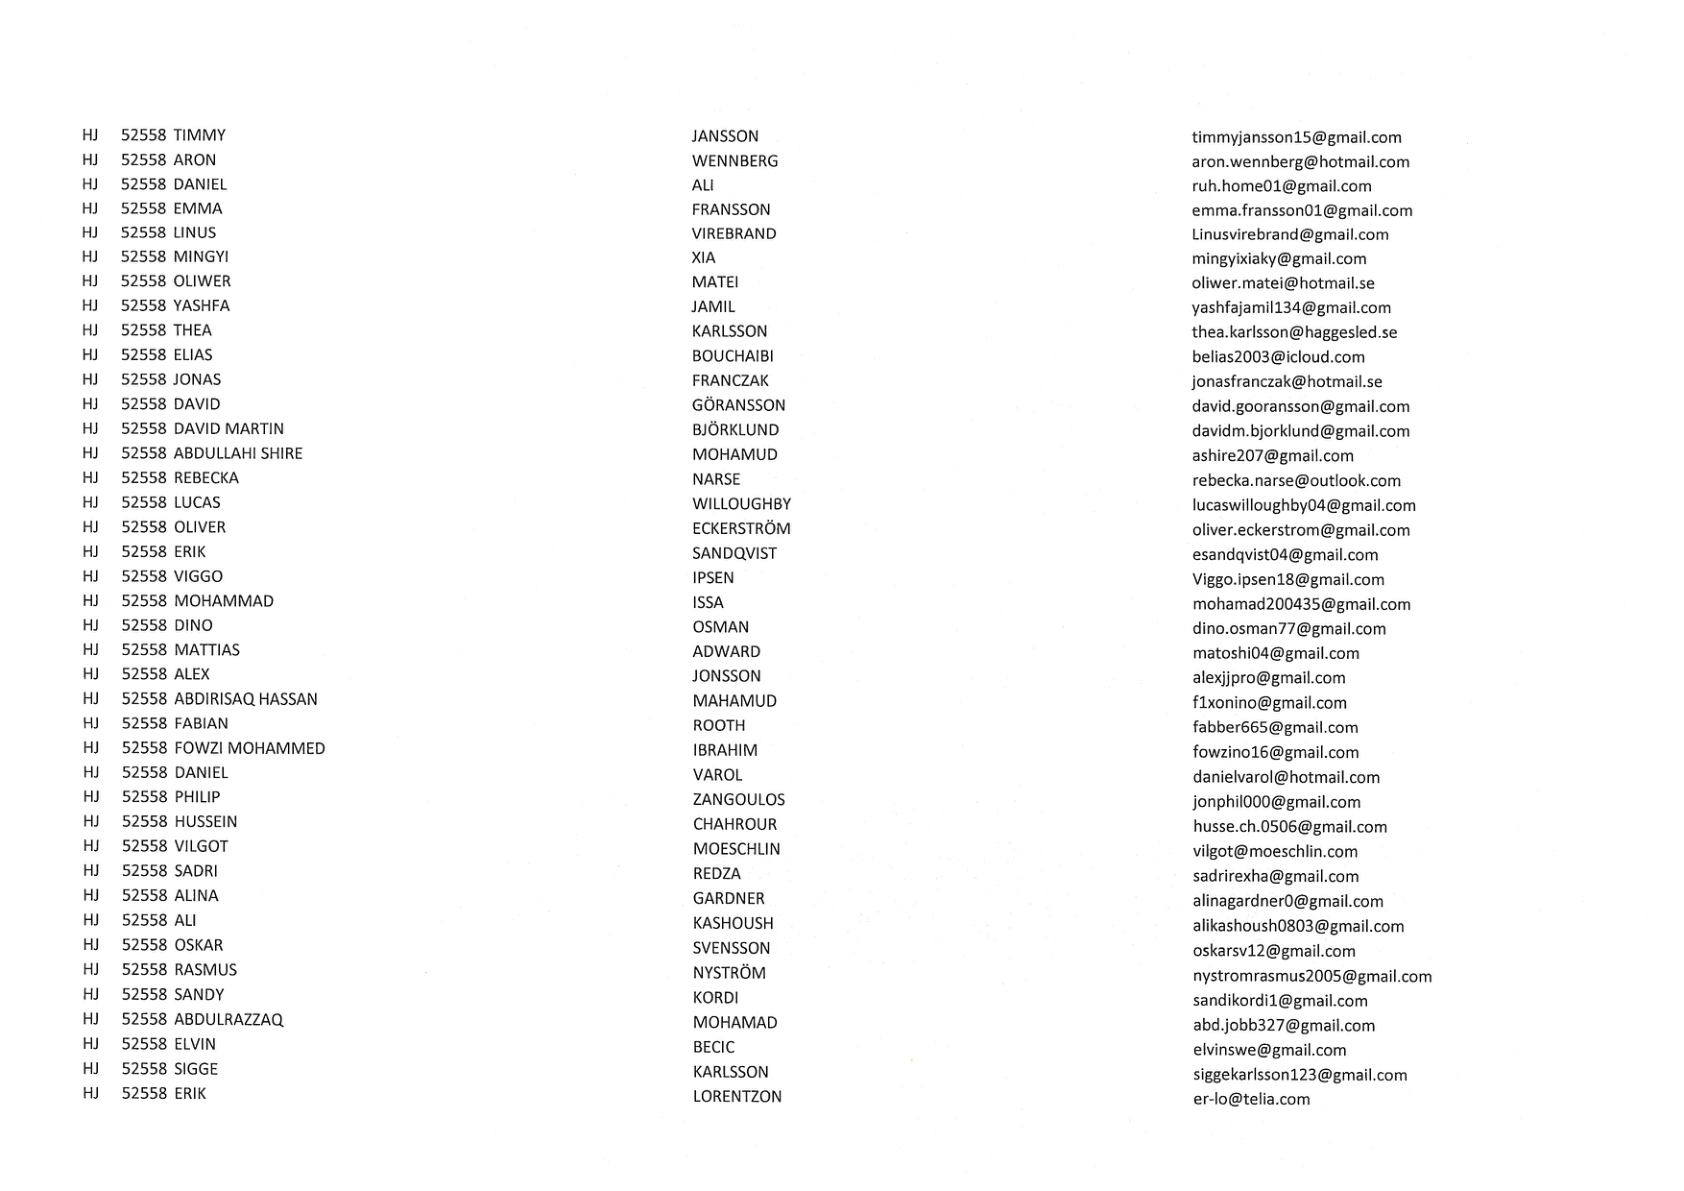 HJ 52558 TIMMY JANSSON timmyjansson15@gmail.com
HJ 52558 ARON WENNBERG aron.wennberg@hotmail.com
HJ 52558 DANIEL ALI ruh.home01@gmail.com
HJ 52558 EMMA FRANSSON emma.fransson01@gmail.com
HJ 52558 LINUS VIREBRAND Linusvirebrand@gmail.com
HJ 52558 MINGYI XIA mingyixiaky@gmail.com
HJ 52558 OLIWER MATEI oliwer.matei@hotmail.se
HJ 52558 YASHFA JAMIL yashfajamil134@gmail.com
HJ 52558 THEA KARLSSON thea.karlsson@haggesled.se
HJ 52558 ELIAS BOUCHAIBI belias2003@icloud.com
HJ 52558 JONAS FRANCZAK jonasfranczak@hotmail.se
HJ 52558 DAVID GÖRANSSON david.gooransson@gmail.com
HJ 52558 DAVID MARTIN BJÖRKLUND davidm.bjorklund@gmail.com
HJ 52558 ABDULLAHI SHIRE MOHAMUD ashire207@gmail.com
HJ 52558 REBECKA NARSE rebecka.narse@outlook.com
HJ 52558 LUCAS WILLOUGHBY lucaswilloughby04@gmail.com
HJ 52558 OLIVER ECKERSTRÖM oliver.eckerstrom@gmail.com
HJ 52558 ERIK SANDQVIST esandqvist04@gmail.com
HJ 52558 VIGGO IPSEN Viggo.ipsen18@gmail.com
HJ 52558 MOHAMMAD ISSA mohamad200435@gmail.com
HJ 52558 DINO OSMAN dino.osman77@gmail.com
HJ 52558 MATTIAS ADWARD matoshi04@gmail.com
HJ 52558 ALEX JONSSON alexjjpro@gmail.com
HJ 52558 ABDIRISAQ HASSAN MAHAMUD f1xonino@gmail.com
HJ 52558 FABIAN ROOTH fabber665@gmail.com
HJ 52558 FOWZI MOHAMMED IBRAHIM fowzino16@gmail.com
HJ 52558 DANIEL VAROL danielvarol@hotmail.com
HJ 52558 PHILIP ZANGOULOS jonphil000@gmail.com
HJ 52558 HUSSEIN CHAHROUR husse.ch.0506@gmail.com
HJ 52558 VILGOT MOESCHLIN vilgot@moeschlin.com
HJ 52558 SADRI REDZA sadrirexha@gmail.com
HJ 52558 ALINA GARDNER alinagardner0@gmail.com
HJ 52558 ALI KASHOUSH alikashoush0803@gmail.com
HJ 52558 OSKAR SVENSSON oskarsv12@gmail.com
HJ 52558 RASMUS NYSTRÖM nystromrasmus2005@gmail.com
HJ 52558 SANDY KORDI sandikordi1@gmail.com
HJ 52558 ABDULRAZZAQ MOHAMAD abd.jobb327@gmail.com
HJ 52558 ELVIN BECIC elvinswe@gmail.com
HJ 52558 SIGGE KARLSSON siggekarlsson123@gmail.com
HJ 52558 ERIK LORENTZON er-lo@telia.com